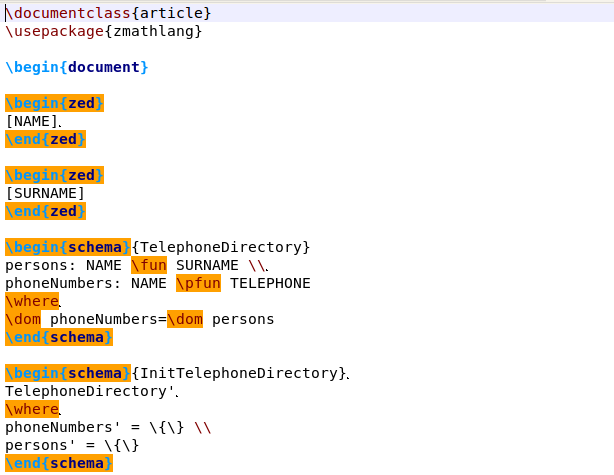 \documentclass{article}
\usepackage{zmathlang}
\begin{document}
\begin{zed}
[NAME]
\end{zed}
\begin{zed}
[SURNAME]
\end{zed}
\begin{schema}{TelephoneDirectory}
persons: NAME \fun SURNAME \\
phoneNumbers: NAME \pfun TELEPHONE
\where
\dom phoneNumbers=\dom persons
\end{schema}
\begin{schema}{InitTelephoneDirectory}
TelephoneDirectory'
\where
phoneNumbers' = \{\} \\
persons' = \{\}
\end{schema}